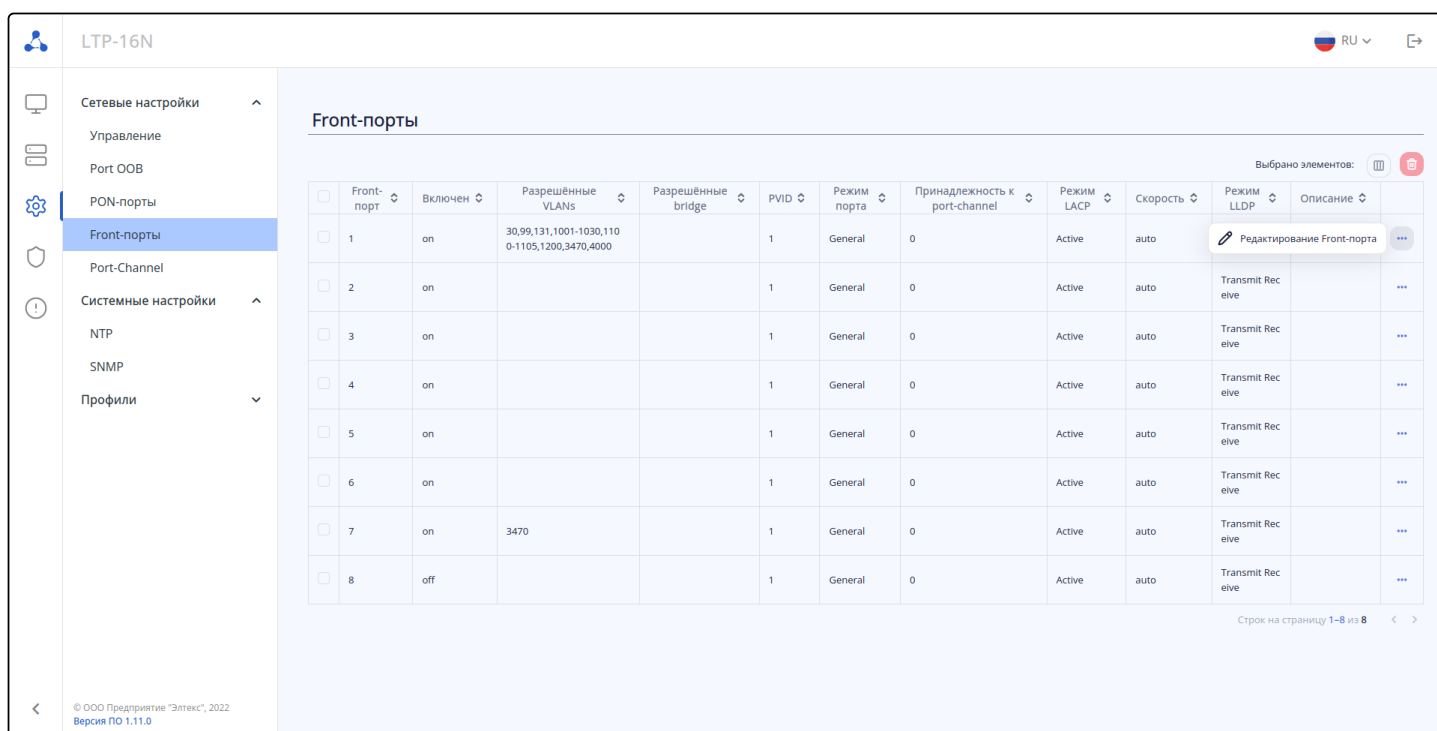 LTP-16N
RU
Сетевые настройки
Управление
Port OOB
PON-порты
Front-порты
Port-Channel
Системные настройки
NTP
SNMP
Профили
© ООО Предприятие "Элтекс", 2022
Версия ПО 1.11.0
Front-порты
Выбрано элементов:
Front-порт Включен Разрешённые VLANs Разрешённые bridge PVID Режим порта Принадлежность к port-channel Режим LACP Скорость Режим LLDP Описание
1 on 30,99,131,1001-1030,110 1 General 0 Active auto Редактирование Front-порта
0-1105,1200,3470,4000
2 on 1 General 0 Active auto Transmit Rec
eive
3 on 1 General 0 Active auto Transmit Rec
eive
4 on 1 General 0 Active auto Transmit Rec
eive
5 on 1 General 0 Active auto Transmit Rec
eive
6 on 1 General 0 Active auto Transmit Rec
eive
7 on 3470 1 General 0 Active auto Transmit Rec
eive
8 off 1 General 0 Active auto Transmit Rec
eive
Строк на страницу 1–8 из 8